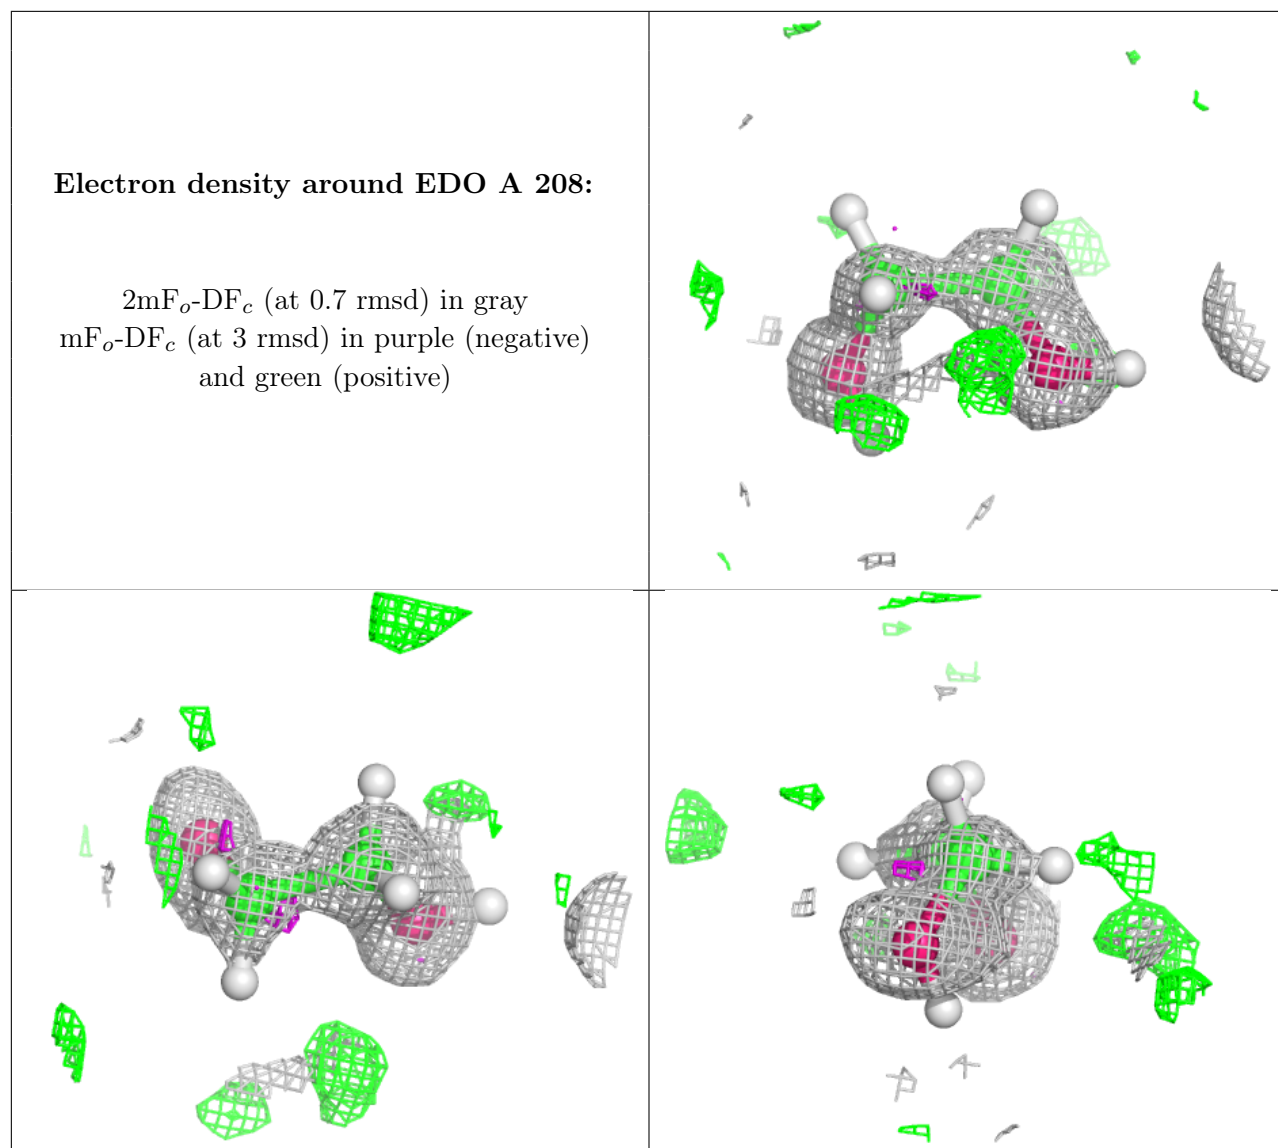 Electron density around EDO A 208:
2mFₒ-DF𝒸 (at 0.7 rmsd) in gray
mFₒ-DF𝒸 (at 3 rmsd) in purple (negative)
and green (positive)